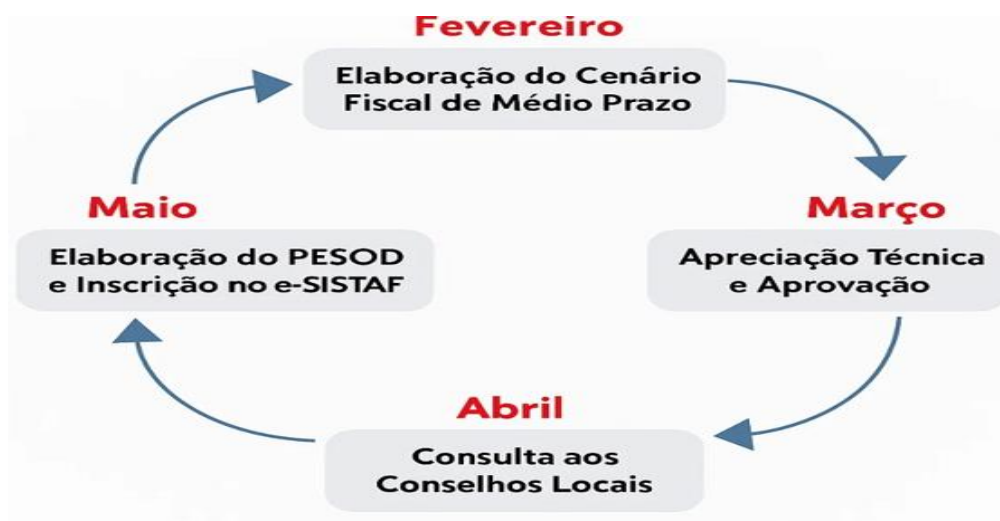 Fevereiro
Elaboração do Cenário
Fiscal de Médio Prazo
Março
Apreciação Técnica
e Aprovação
Abril
Consulta aos
Conselhos Locais
Maio
Elaboração do PESOD
e Inscrição no e-SISTAF